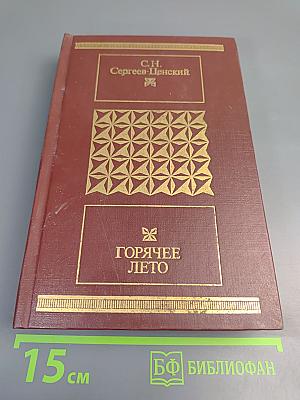 С.Н.
Сергеев-Ценский
ГОРЯЧЕЕ
ЛЕТО
15 см
БФ БИБЛИОФАН